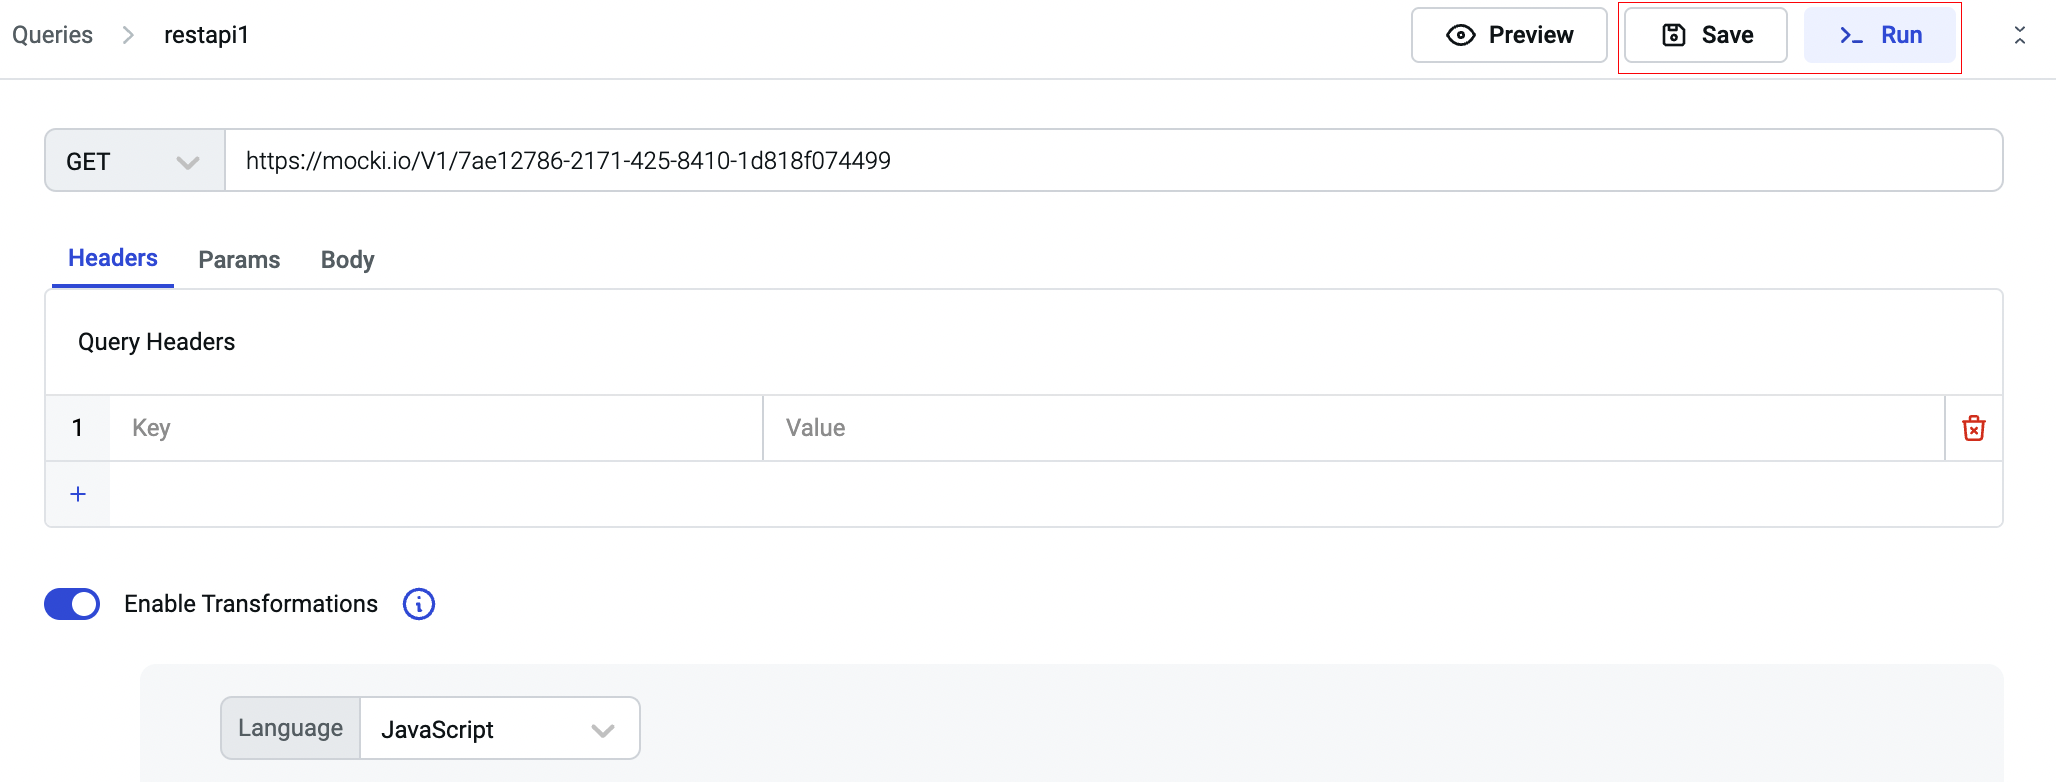 Queries > restapi1
Preview
Save
>_ Run
GET
https://mocki.io/V1/7ae12786-2171-425-8410-1d818f074499
Headers Params Body
Query Headers
1 Key Value
+
Enable Transformations i
Language JavaScript